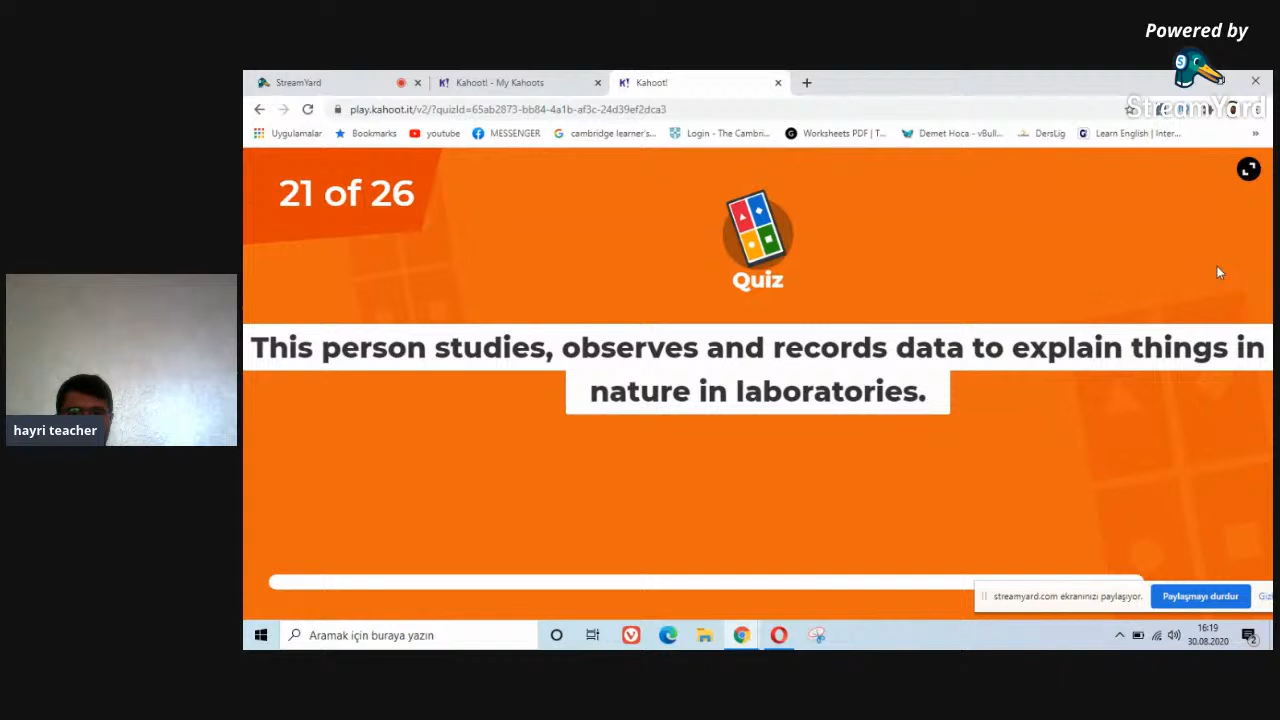 Powered by
StreamYard
StreamYard
Kahoot! - My Kahoots
Kahoot!
play.kahoot.it/v2/?quizId=65ab2873-bb84-4a1b-af3c-24d39ef2dca3
Uygulamalar
Bookmarks
youtube
MESSENGER
cambridge learner's...
Login - The Cambri...
Worksheets PDF | T...
Demet Hoca - vBull...
DersLig
Learn English | Inter...
21 of 26
Quiz
This person studies, observes and records data to explain things in
nature in laboratories.
hayri teacher
streamyard.com ekranınızı paylaşıyor.
Paylaşmayı durdur
Aramak için buraya yazın
16:19
30.08.2020
2